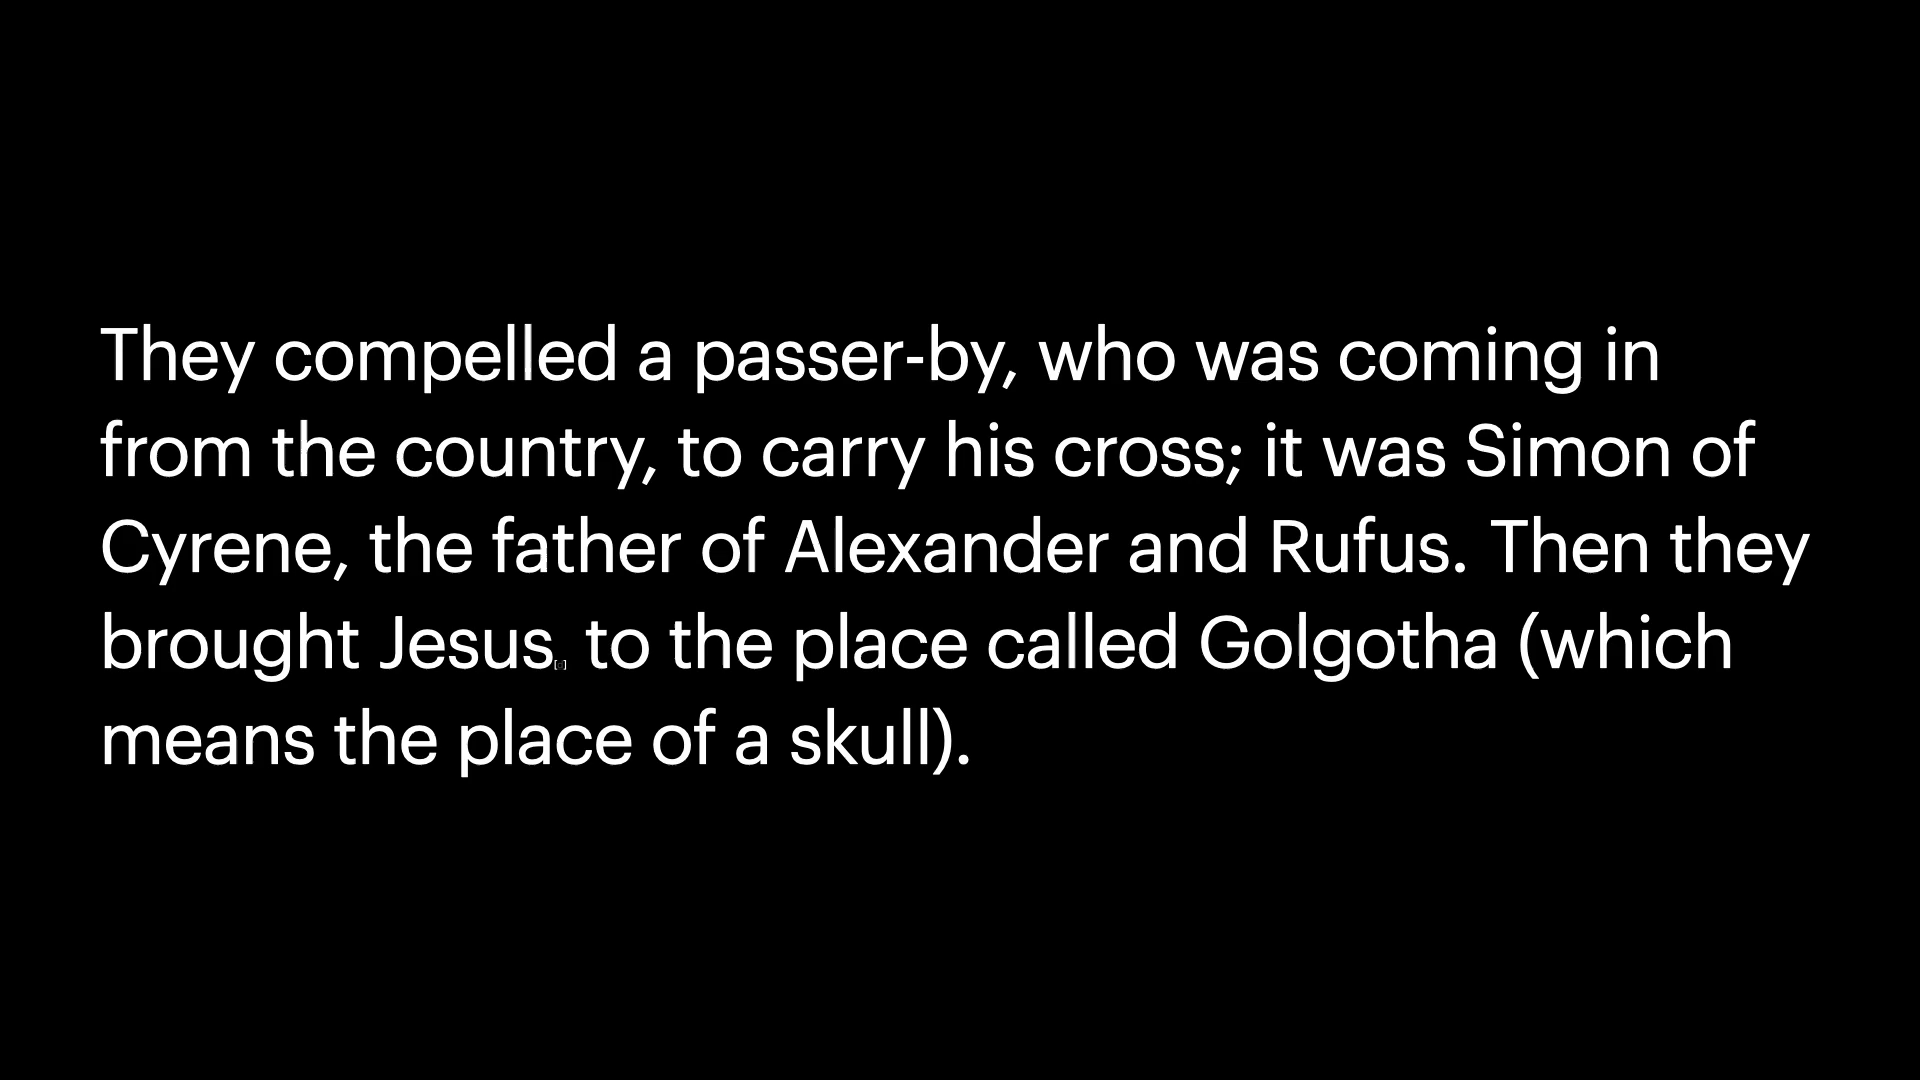 They compelled a passer-by, who was coming in
from the country, to carry his cross; it was Simon of
Cyrene, the father of Alexander and Rufus. Then they
brought Jesus to the place called Golgotha (which
means the place of a skull).